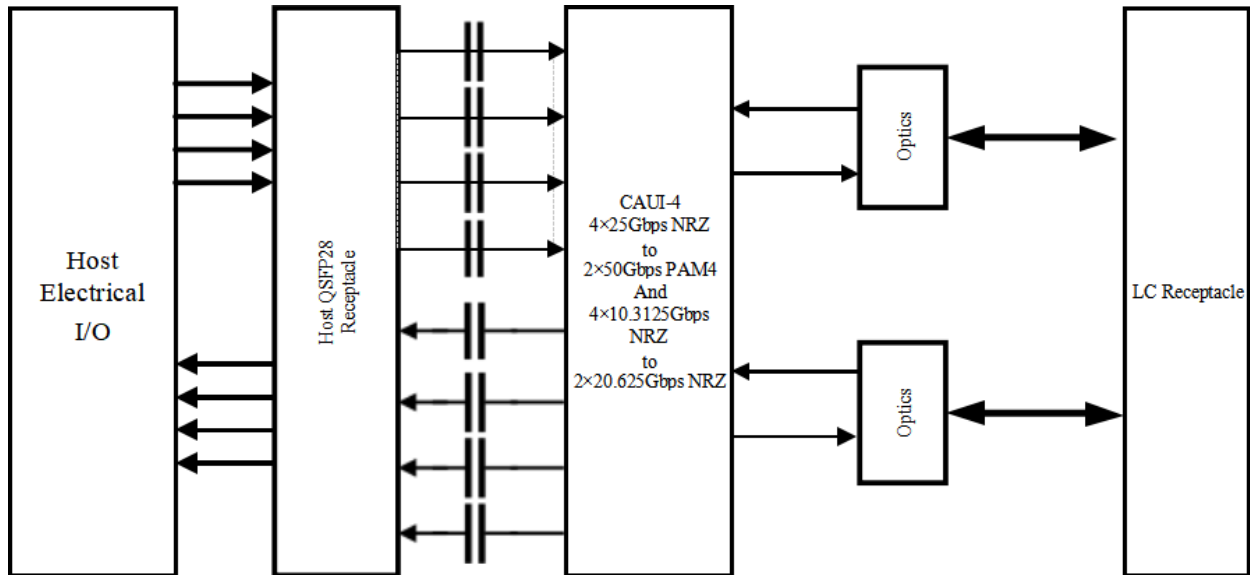 Host
Electrical
I/O
Host QSFP28
Receptacle
CAUI-4
4×25Gbps NRZ
to
2×50Gbps PAM4
And
4×10.3125Gbps
NRZ
to
2×20.625Gbps NRZ
Optics
Optics
LC Receptacle